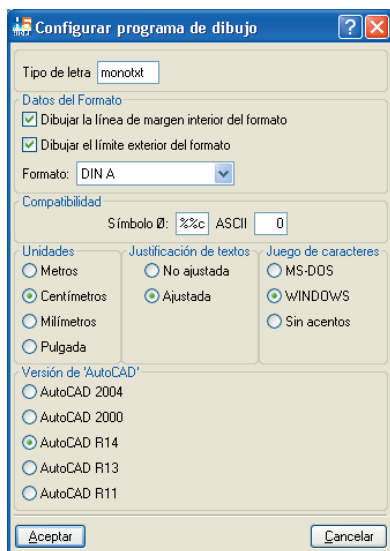 Configurar programa de dibujo
Tipo de letra monotxt
Datos del Formato
Dibujar la línea de margen interior del formato
Dibujar el límite exterior del formato
Formato: DIN A
Compatibilidad
Símbolo Ø: %%c ASCII 0
Unidades
Metros
Centímetros
Milímetros
Pulgada
Justificación de textos
No ajustada
Ajustada
Juego de caracteres
MS-DOS
WINDOWS
Sin acentos
Versión de 'AutoCAD'
AutoCAD 2004
AutoCAD 2000
AutoCAD R14
AutoCAD R13
AutoCAD R11
Aceptar
Cancelar